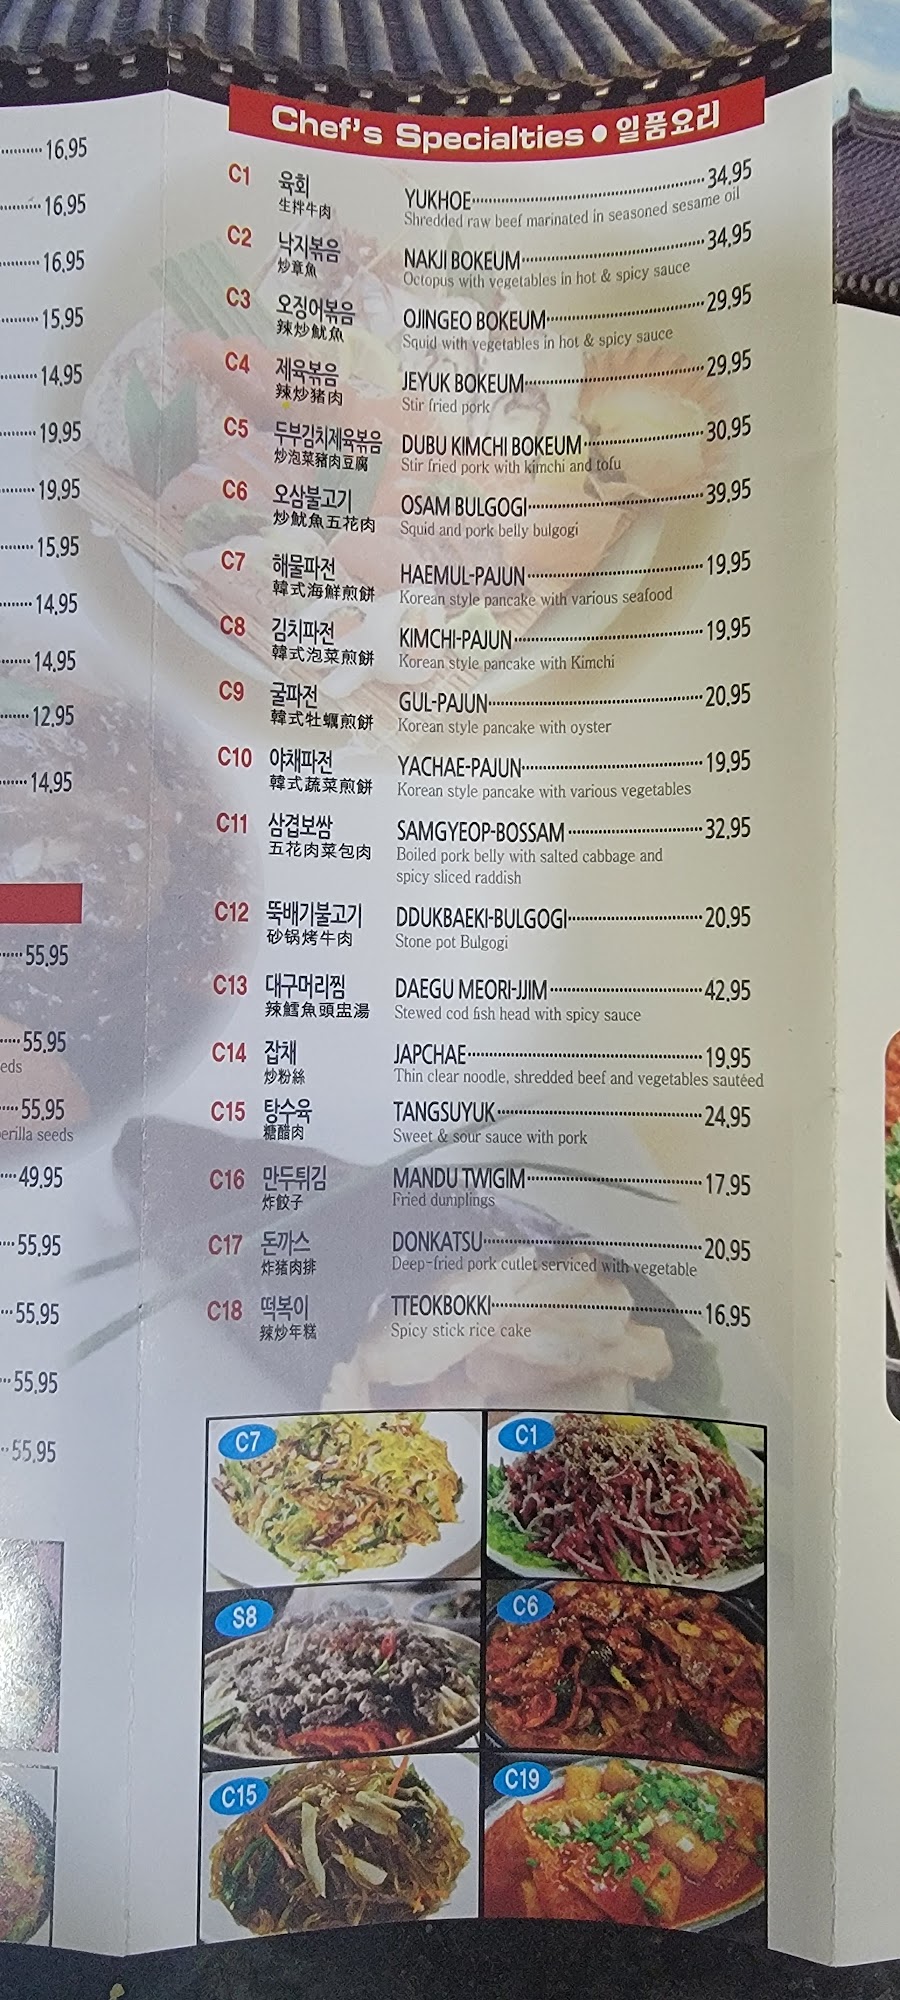 16.95
16.95
16.95
15.95
14.95
19.95
19.95
15.95
14.95
14.95
12.95
14.95
55.95
55.95
eds
55.95
erilla seeds
49.95
55.95
55.95
55.95
55.95
Chef's Specialties • 일품요리
C1 육회 YUKHOE 34.95
生拌牛肉 Shredded raw beef marinated in seasoned sesame oil
C2 낙지볶음 NAKJI BOKEUM 34.95
炒章魚 Octopus with vegetables in hot & spicy sauce
C3 오징어볶음 OJINGEO BOKEUM 29.95
辣炒魷魚 Squid with vegetables in hot & spicy sauce
C4 제육볶음 JEYUK BOKEUM 29.95
辣炒猪肉 Stir fried pork
C5 두부김치제육볶음 DUBU KIMCHI BOKEUM 30.95
炒泡菜豬肉豆腐 Stir fried pork with kimchi and tofu
C6 오삼불고기 OSAM BULGOGI 39.95
炒魷魚五花肉 Squid and pork belly bulgogi
C7 해물파전 HAEMUL-PAJUN 19.95
韓式海鮮煎餅 Korean style pancake with various seafood
C8 김치파전 KIMCHI-PAJUN 19.95
韓式泡菜煎餅 Korean style pancake with Kimchi
C9 굴파전 GUL-PAJUN 20.95
韓式牡蠣煎餅 Korean style pancake with oyster
C10 야채파전 YACHAE-PAJUN 19.95
韓式蔬菜煎餅 Korean style pancake with various vegetables
C11 삼겹보쌈 SAMGYEOP-BOSSAM 32.95
五花肉菜包肉 Boiled pork belly with salted cabbage and
spicy sliced raddish
C12 뚝배기불고기 DDUKBAEKI-BULGOGI 20.95
砂锅烤牛肉 Stone pot Bulgogi
C13 대구머리찜 DAEGU MEORI-JJIM 42.95
辣鱈魚頭盅湯 Stewed cod fish head with spicy sauce
C14 잡채 JAPCHAE 19.95
炒粉絲 Thin clear noodle, shredded beef and vegetables sautéed
C15 탕수육 TANGSUYUK 24.95
糖醋肉 Sweet & sour sauce with pork
C16 만두튀김 MANDU TWIGIM 17.95
炸餃子 Fried dumplings
C17 돈까스 DONKATSU 20.95
炸猪肉排 Deep-fried pork cutlet serviced with vegetable
C18 떡볶이 TTEOKBOKKI 16.95
辣炒年糕 Spicy stick rice cake
C7
C1
S8
C6
C15
C19